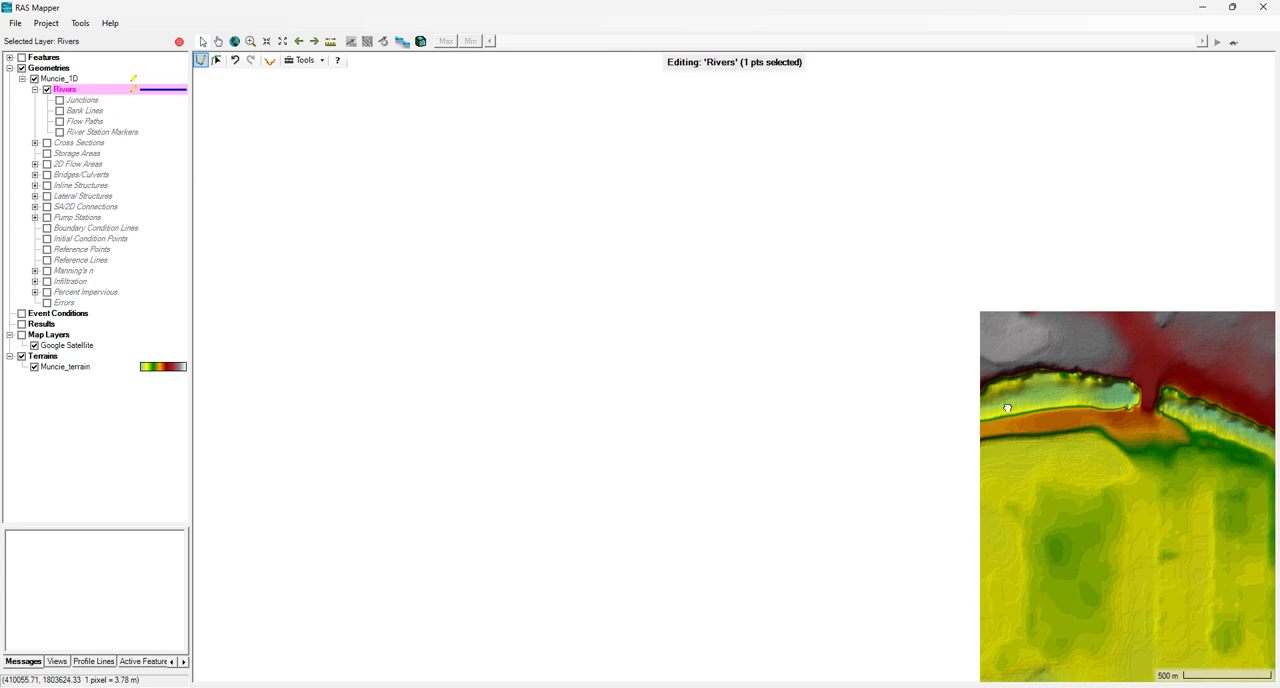 RAS Mapper
File Project Tools Help
Selected Layer: Rivers
Max Min
Features
Geometries
Muncie_1D
Rivers
Junctions
Bank Lines
Flow Paths
River Station Markers
Cross Sections
Storage Areas
2D Flow Areas
Bridges/Culverts
Inline Structures
Lateral Structures
SA/2D Connections
Pump Stations
Boundary Condition Lines
Initial Condition Points
Reference Points
Reference Lines
Manning's n
Infiltration
Percent Impervious
Errors
Event Conditions
Results
Map Layers
Google Satellite
Terrains
Muncie_terrain
Tools ?
Editing: 'Rivers' (1 pts selected)
500 m
Messages Views Profile Lines Active Feature
(410055.71, 1803624.33 1 pixel = 3.78 m)